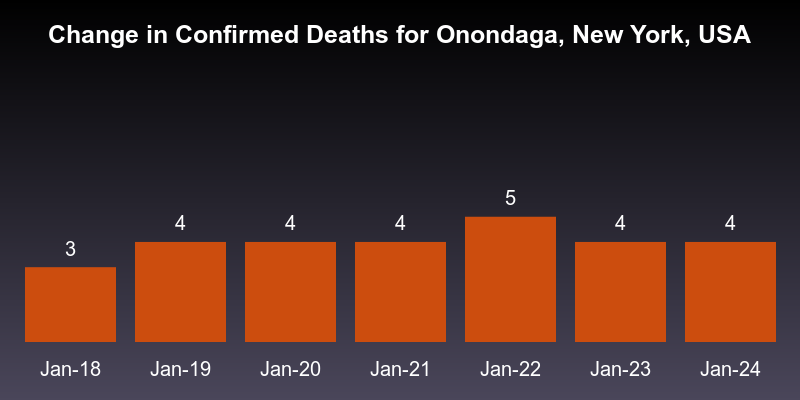 Change in Confirmed Deaths for Onondaga, New York, USA
5
4 4 4 4 4
3
Jan-18 Jan-19 Jan-20 Jan-21 Jan-22 Jan-23 Jan-24